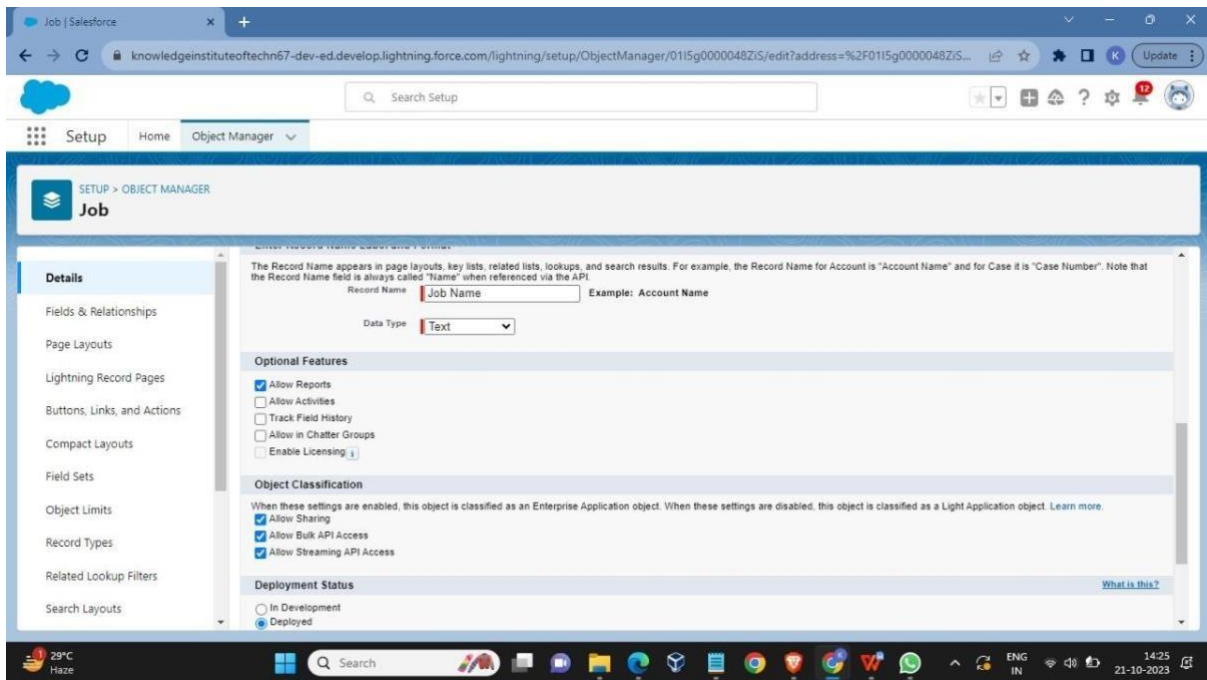 Job | Salesforce
knowledgeinstituteoftechn67-dev-ed.develop.lightning.force.com/lightning/setup/ObjectManager/01I5g0000048ZiS/edit?address=%2F01I5g0000048ZiS...
K
Update
Search Setup
12
Setup
Home
Object Manager
SETUP > OBJECT MANAGER
Job
Details
Fields & Relationships
Page Layouts
Lightning Record Pages
Buttons, Links, and Actions
Compact Layouts
Field Sets
Object Limits
Record Types
Related Lookup Filters
Search Layouts
Enter Record Name Label and Format
The Record Name appears in page layouts, key lists, related lists, lookups, and search results. For example, the Record Name for Account is "Account Name" and for Case it is "Case Number". Note that
the Record Name field is always called "Name" when referenced via the API.
Record Name Job Name Example: Account Name
Data Type Text
Optional Features
Allow Reports
Allow Activities
Track Field History
Allow in Chatter Groups
Enable Licensing i
Object Classification
When these settings are enabled, this object is classified as an Enterprise Application object. When these settings are disabled, this object is classified as a Light Application object. Learn more.
Allow Sharing
Allow Bulk API Access
Allow Streaming API Access
Deployment Status What is this?
In Development
Deployed
1
29°C
Haze
Search
ENG
IN
14:25
21-10-2023